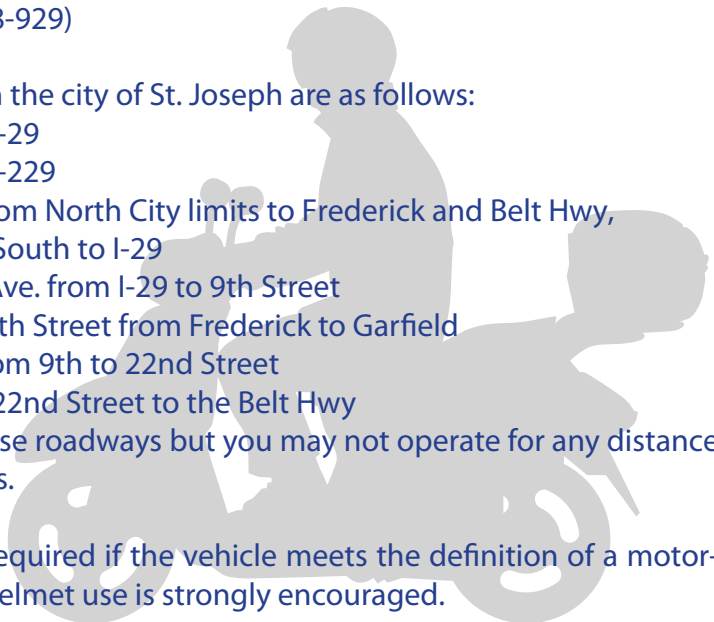 3-929)
the city of St. Joseph are as follows:
-29
-229
om North City limits to Frederick and Belt Hwy,
South to I-29
Ave. from I-29 to 9th Street
th Street from Frederick to Garfield
om 9th to 22nd Street
22nd Street to the Belt Hwy
se roadways but you may not operate for any distance
s.
equired if the vehicle meets the definition of a motor-
elmet use is strongly encouraged.